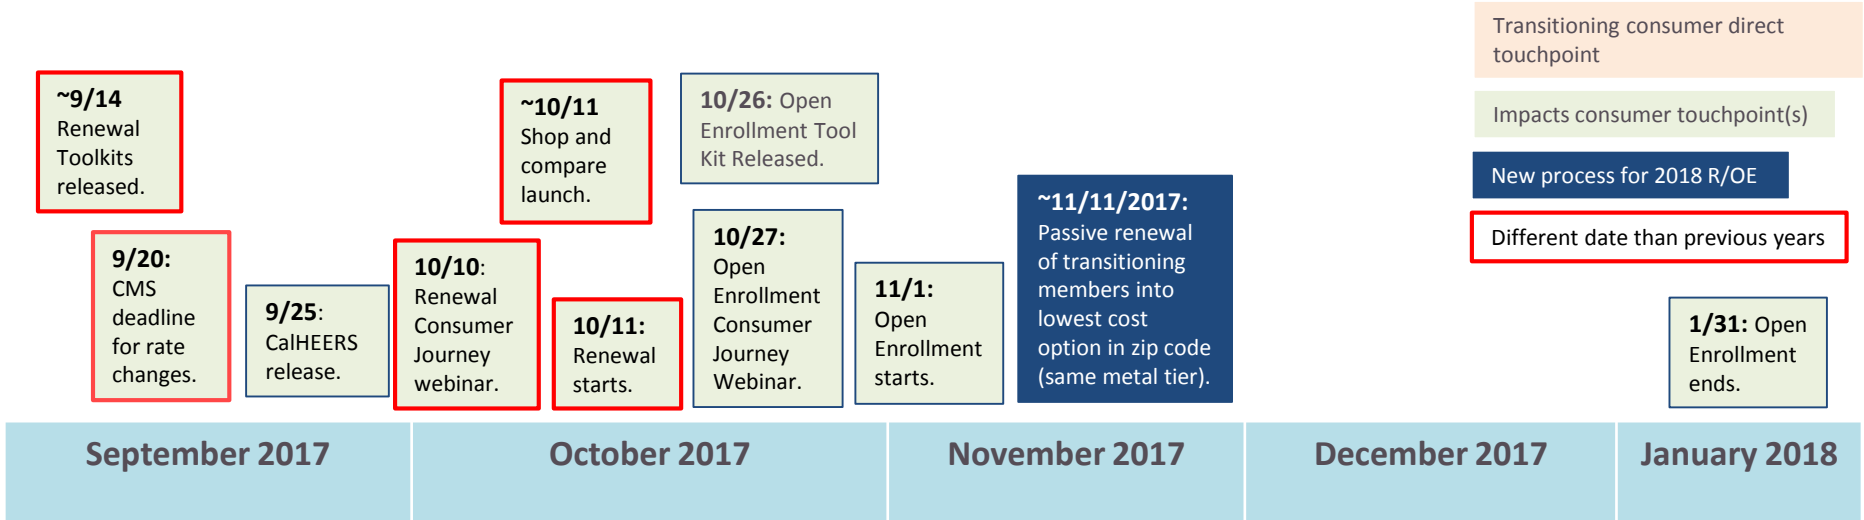 Transitioning consumer direct
touchpoint
Impacts consumer touchpoint(s)
New process for 2018 R/OE
Different date than previous years
~9/14
Renewal
Toolkits
released.
9/20:
CMS
deadline
for rate
changes.
9/25:
CalHEERS
release.
10/10:
Renewal
Consumer
Journey
webinar.
~10/11
Shop and
compare
launch.
10/11:
Renewal
starts.
10/26: Open
Enrollment Tool
Kit Released.
10/27:
Open
Enrollment
Consumer
Journey
Webinar.
11/1:
Open
Enrollment
starts.
~11/11/2017:
Passive renewal
of transitioning
members into
lowest cost
option in zip code
(same metal tier).
1/31: Open
Enrollment
ends.
September 2017
October 2017
November 2017
December 2017
January 2018